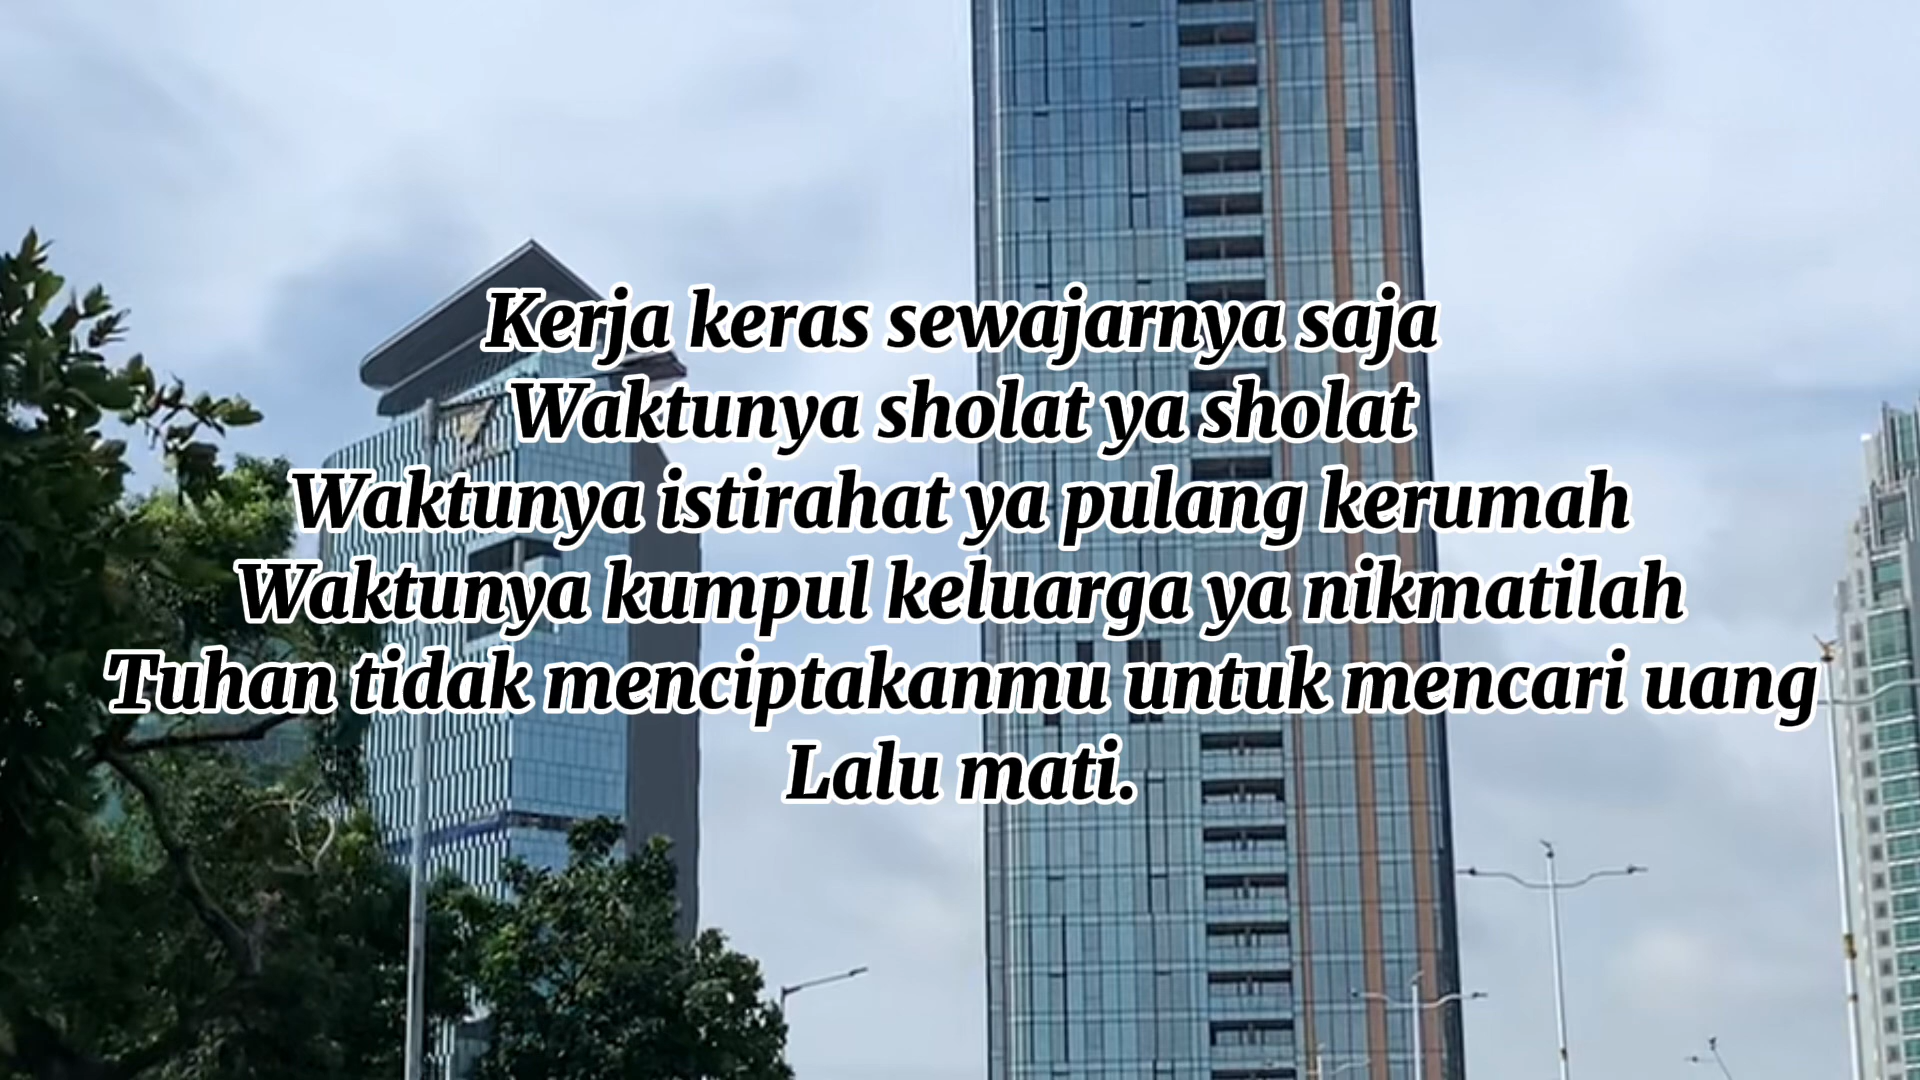 Kerja keras sewajarnya saja
Waktunya sholat ya sholat
Waktunya istirahat ya pulang kerumah
Waktunya kumpul keluarga ya nikmatilah
Tuhan tidak menciptakanmu untuk mencari uang
Lalu mati.